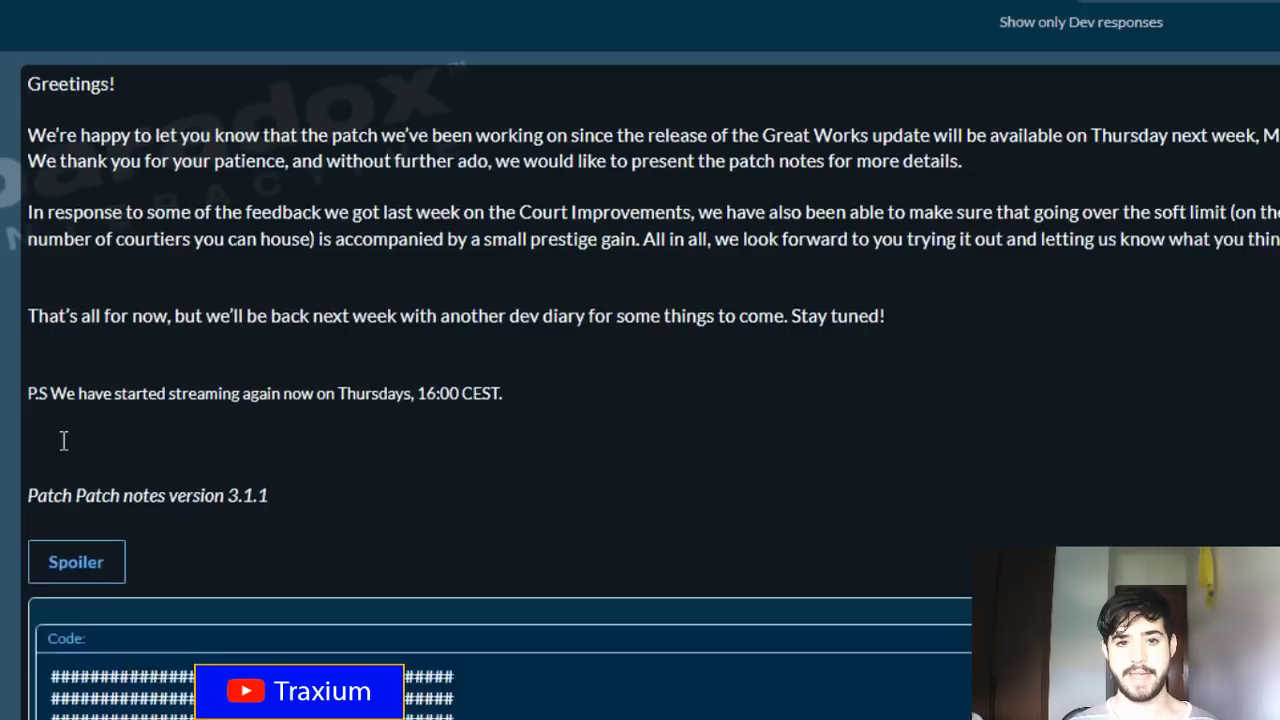 Show only Dev responses
paradox
Greetings!
We're happy to let you know that the patch we've been working on since the release of the Great Works update will be available on Thursday next week, M
We thank you for your patience, and without further ado, we would like to present the patch notes for more details.
In response to some of the feedback we got last week on the Court Improvements, we have also been able to make sure that going over the soft limit (on the
number of courtiers you can house) is accompanied by a small prestige gain. All in all, we look forward to you trying it out and letting us know what you thin
That's all for now, but we'll be back next week with another dev diary for some things to come. Stay tuned!
P.S We have started streaming again now on Thursdays, 16:00 CEST.
Patch Patch notes version 3.1.1
Spoiler
Code:
Traxium